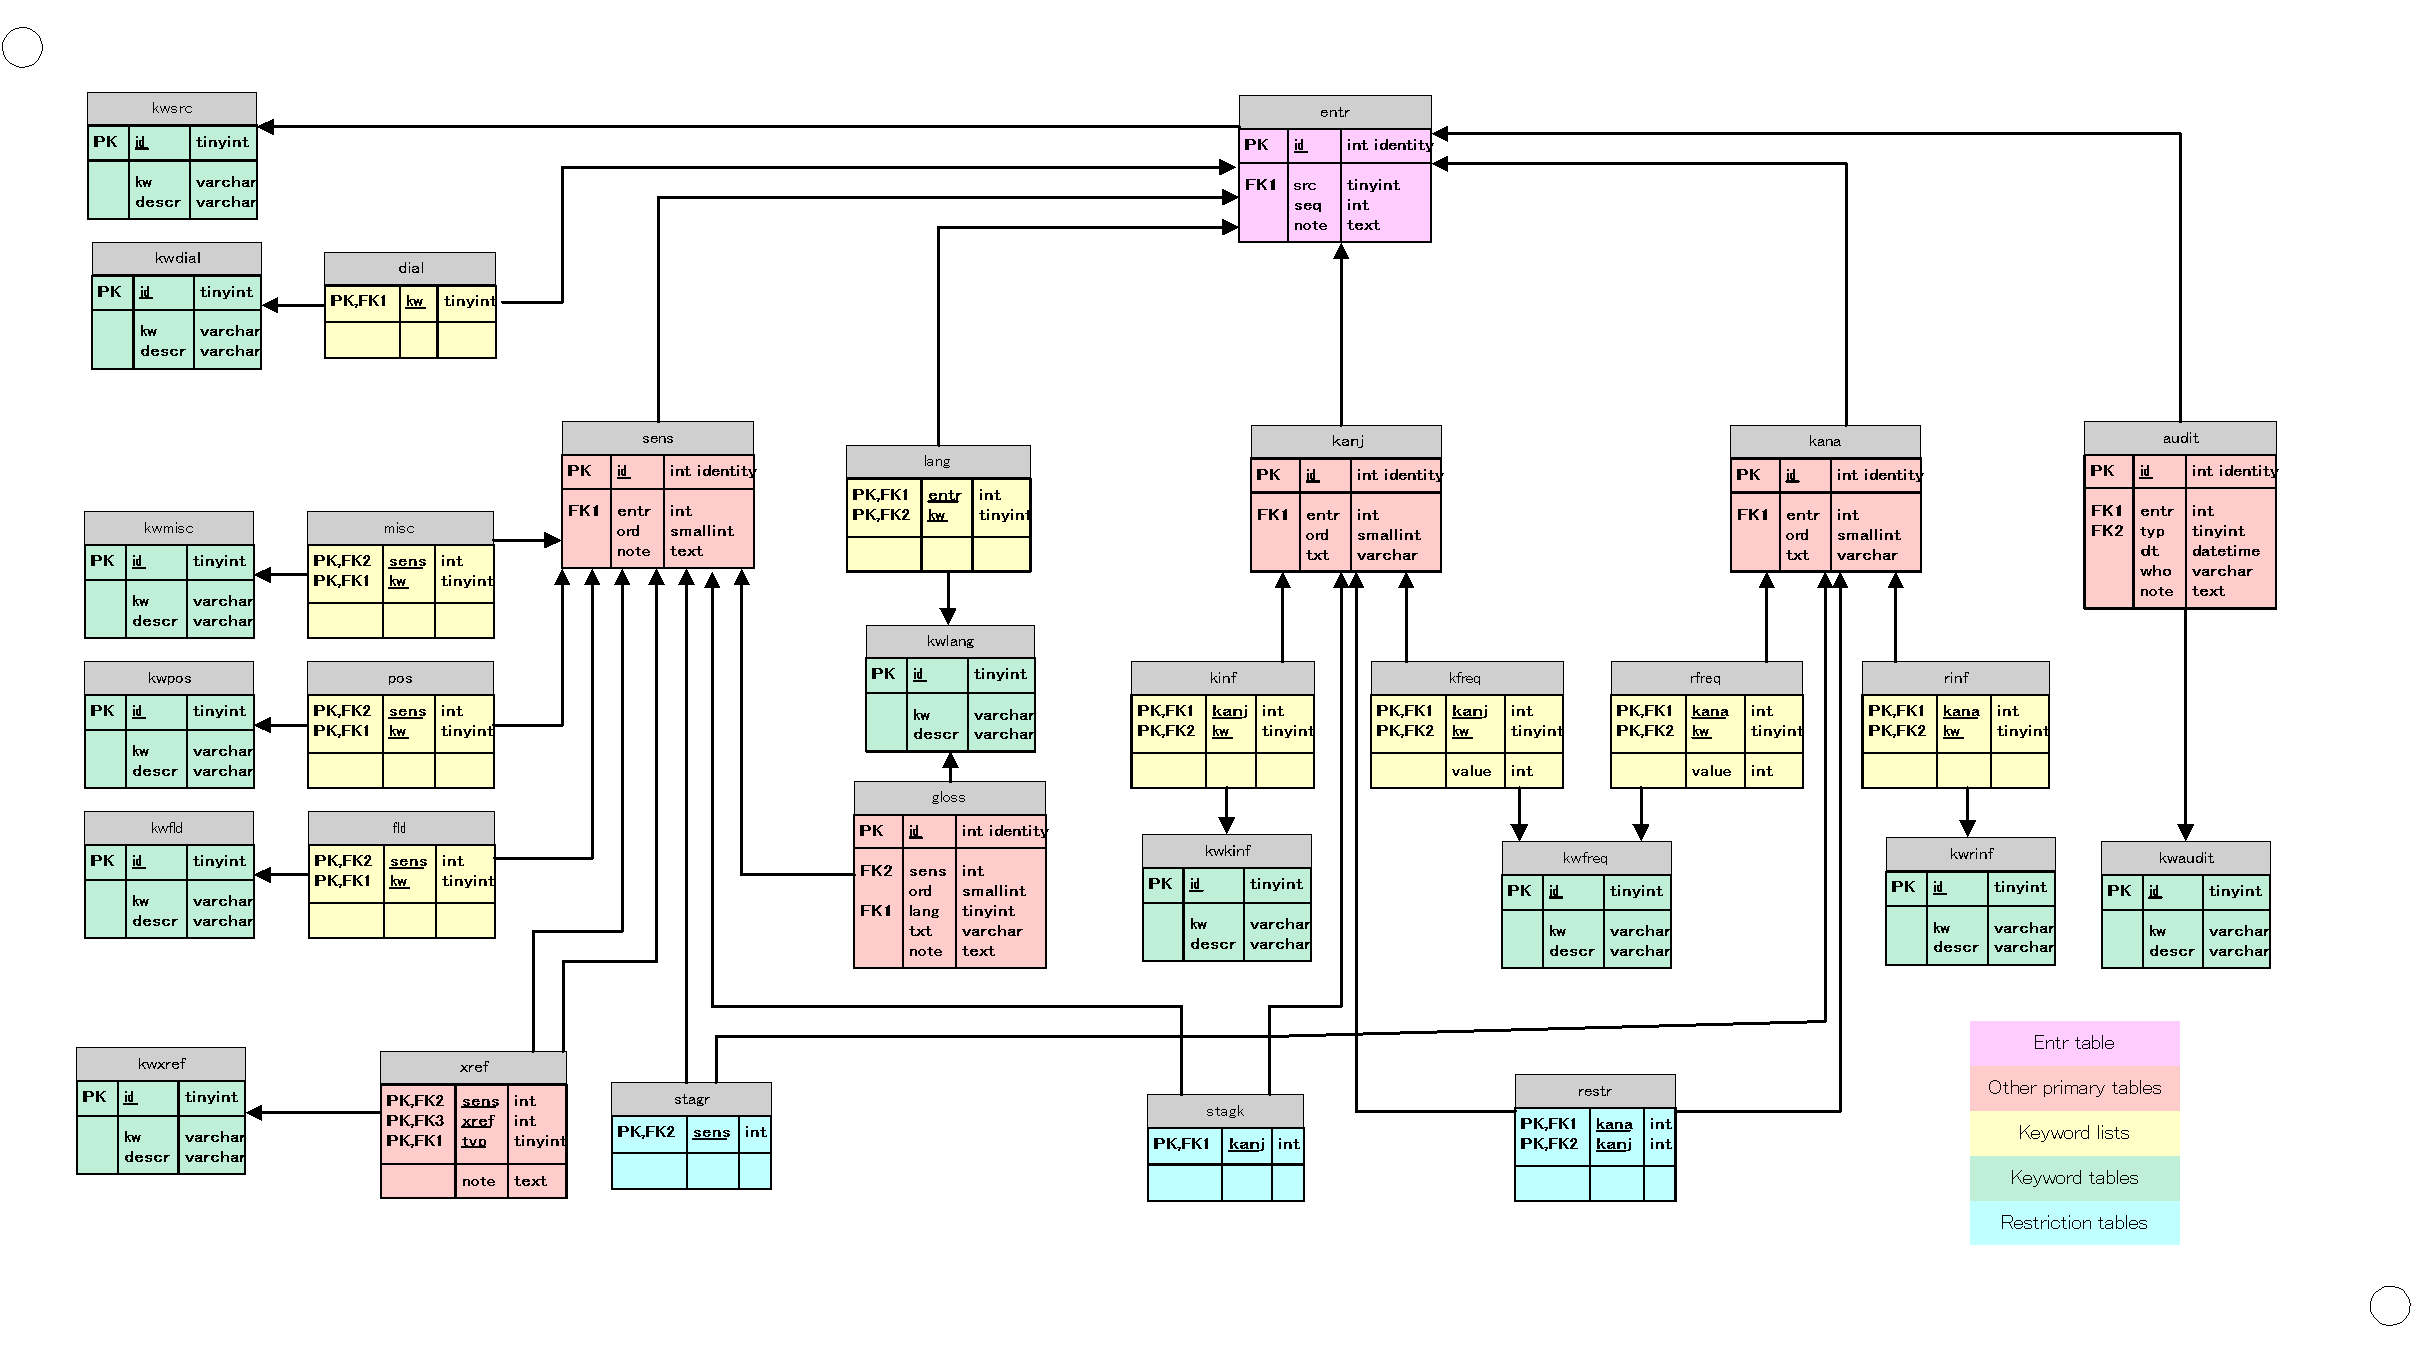 kwsrc
PK id tinyint
kw varchar
descr varchar
entr
PK id int identity
FK1 src tinyint
seq int
note text
kwdial
PK id tinyint
kw varchar
descr varchar
dial
PK,FK1 kw tinyint
sens
PK id int identity
FK1 entr int
ord smallint
note text
lang
PK,FK1 entr int
PK,FK2 kw tinyint
kanj
PK id int identity
FK1 entr int
ord smallint
txt varchar
kana
PK id int identity
FK1 entr int
ord smallint
txt varchar
audit
PK id int identity
FK1 entr int
FK2 typ tinyint
dt datetime
who varchar
note text
kwmisc
PK id tinyint
kw varchar
descr varchar
misc
PK,FK2 sens int
PK,FK1 kw tinyint
kwlang
PK id tinyint
kw varchar
descr varchar
kwpos
PK id tinyint
kw varchar
descr varchar
pos
PK,FK2 sens int
PK,FK1 kw tinyint
kinf
PK,FK1 kanj int
PK,FK2 kw tinyint
kfreq
PK,FK1 kanj int
PK,FK2 kw tinyint
value int
rfreq
PK,FK1 kana int
PK,FK2 kw tinyint
value int
rinf
PK,FK1 kana int
PK,FK2 kw tinyint
kwfld
PK id tinyint
kw varchar
descr varchar
fld
PK,FK2 sens int
PK,FK1 kw tinyint
gloss
PK id int identity
FK2 sens int
ord smallint
FK1 lang tinyint
txt varchar
note text
kwkinf
PK id tinyint
kw varchar
descr varchar
kwfreq
PK id tinyint
kw varchar
descr varchar
kwrinf
PK id tinyint
kw varchar
descr varchar
kwaudit
PK id tinyint
kw varchar
descr varchar
kwxref
PK id tinyint
kw varchar
descr varchar
xref
PK,FK2 sens int
PK,FK3 xref int
PK,FK1 typ tinyint
note text
stagr
PK,FK2 sens int
stagk
PK,FK1 kanj int
restr
PK,FK1 kana int
PK,FK2 kanj int
Entr table
Other primary tables
Keyword lists
Keyword tables
Restriction tables